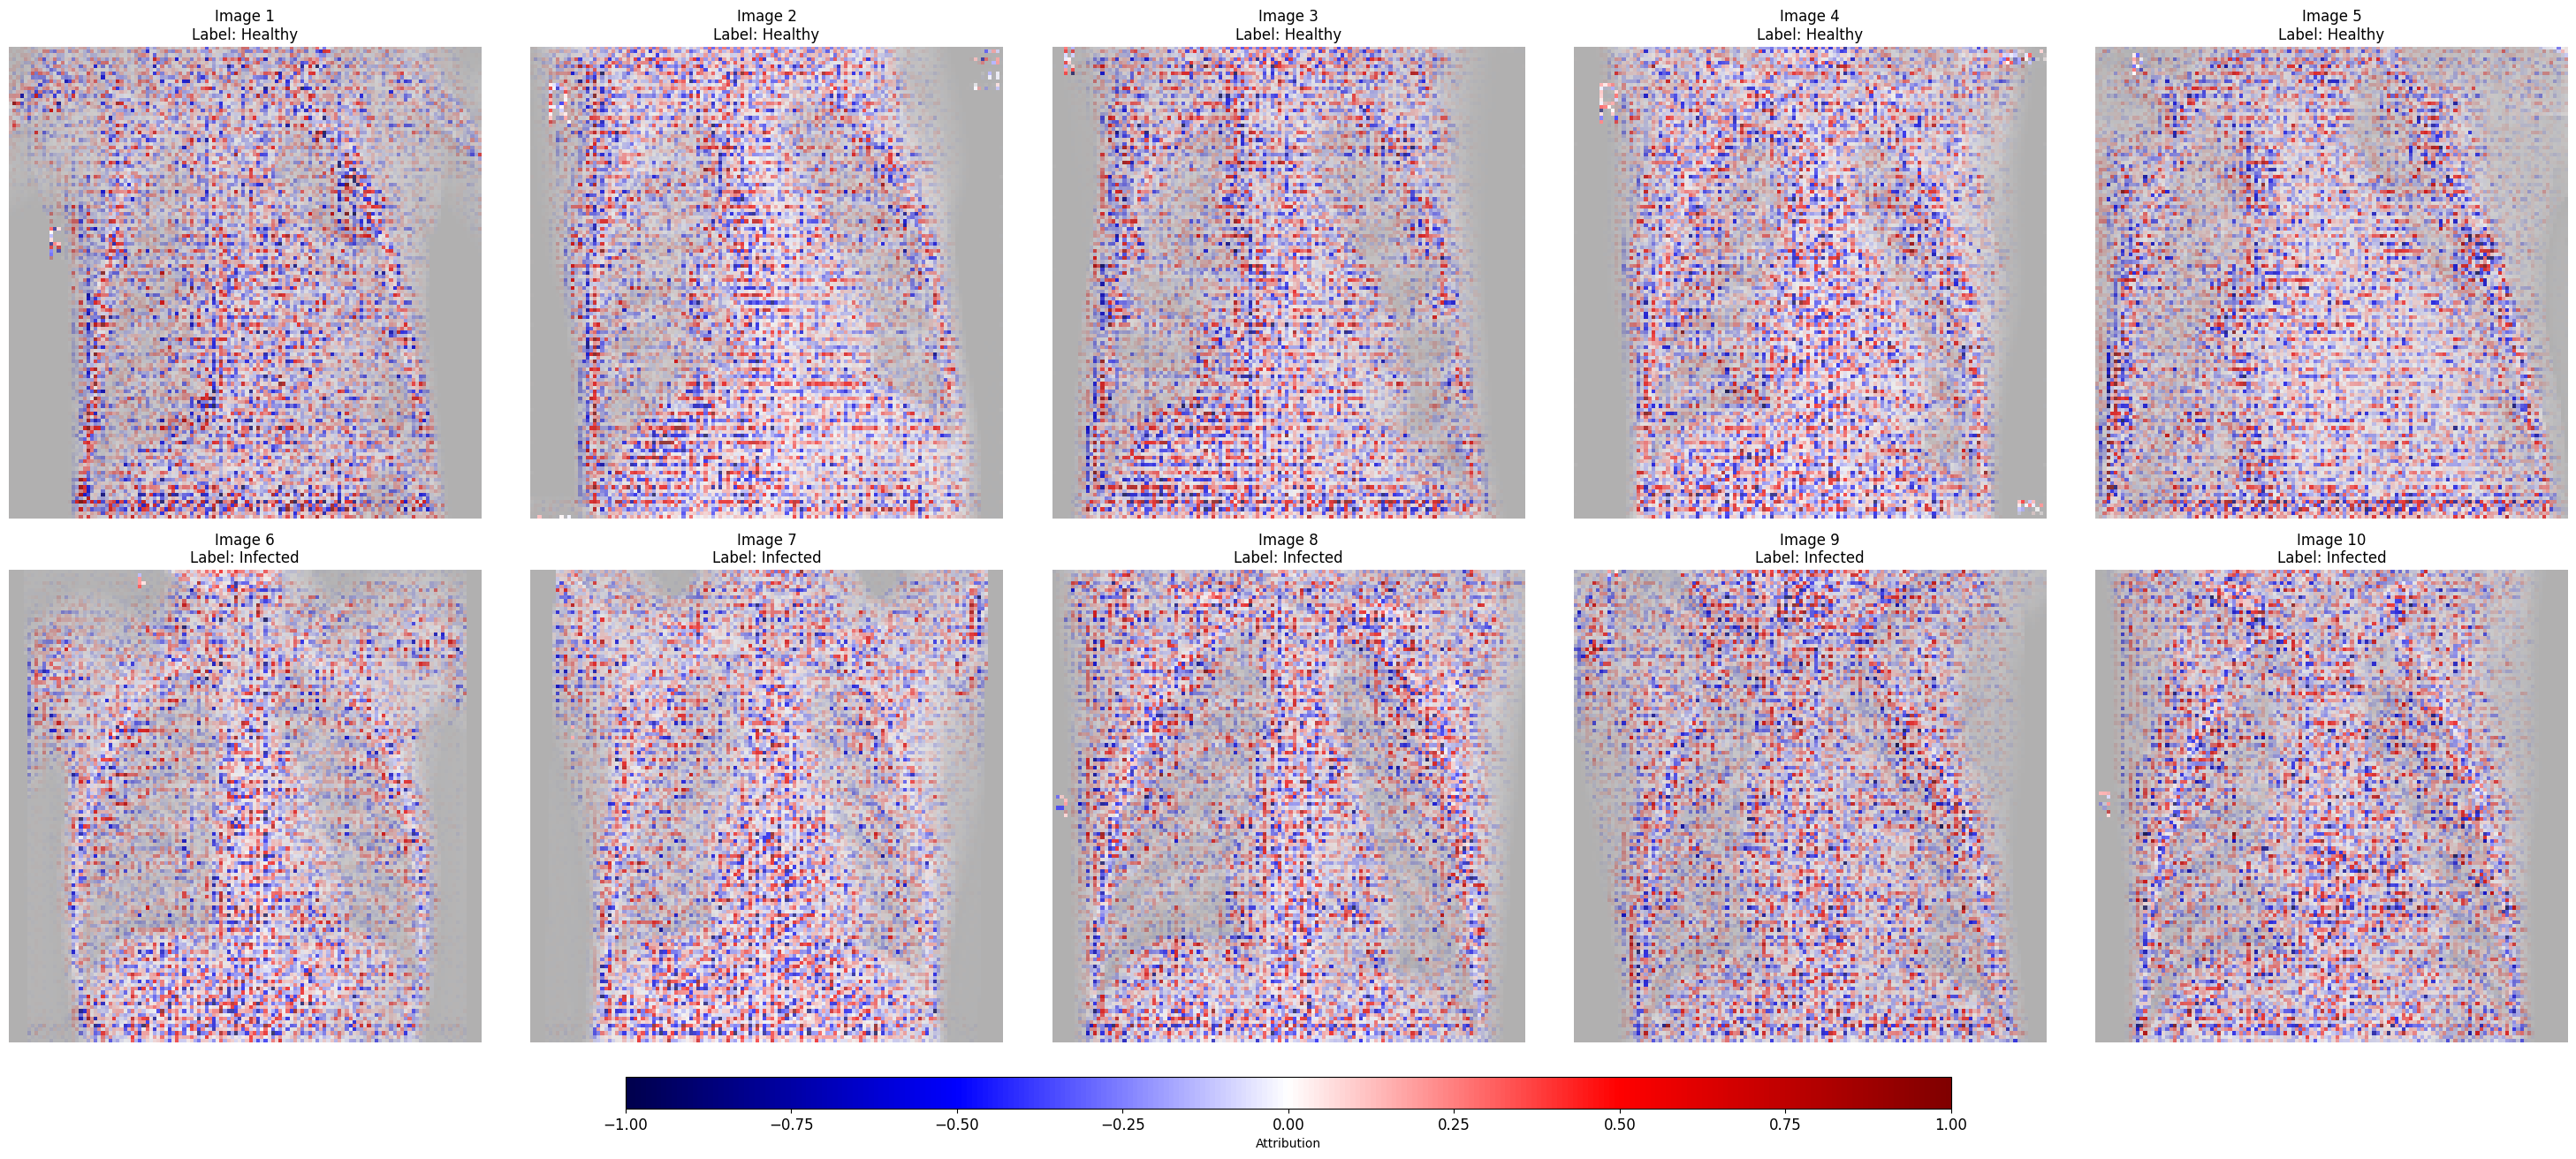 Image 1
Label: Healthy
Image 2
Label: Healthy
Image 3
Label: Healthy
Image 4
Label: Healthy
Image 5
Label: Healthy
Image 6
Label: Infected
Image 7
Label: Infected
Image 8
Label: Infected
Image 9
Label: Infected
Image 10
Label: Infected
−1.00 −0.75 −0.50 −0.25 0.00 0.25 0.50 0.75 1.00
Attribution